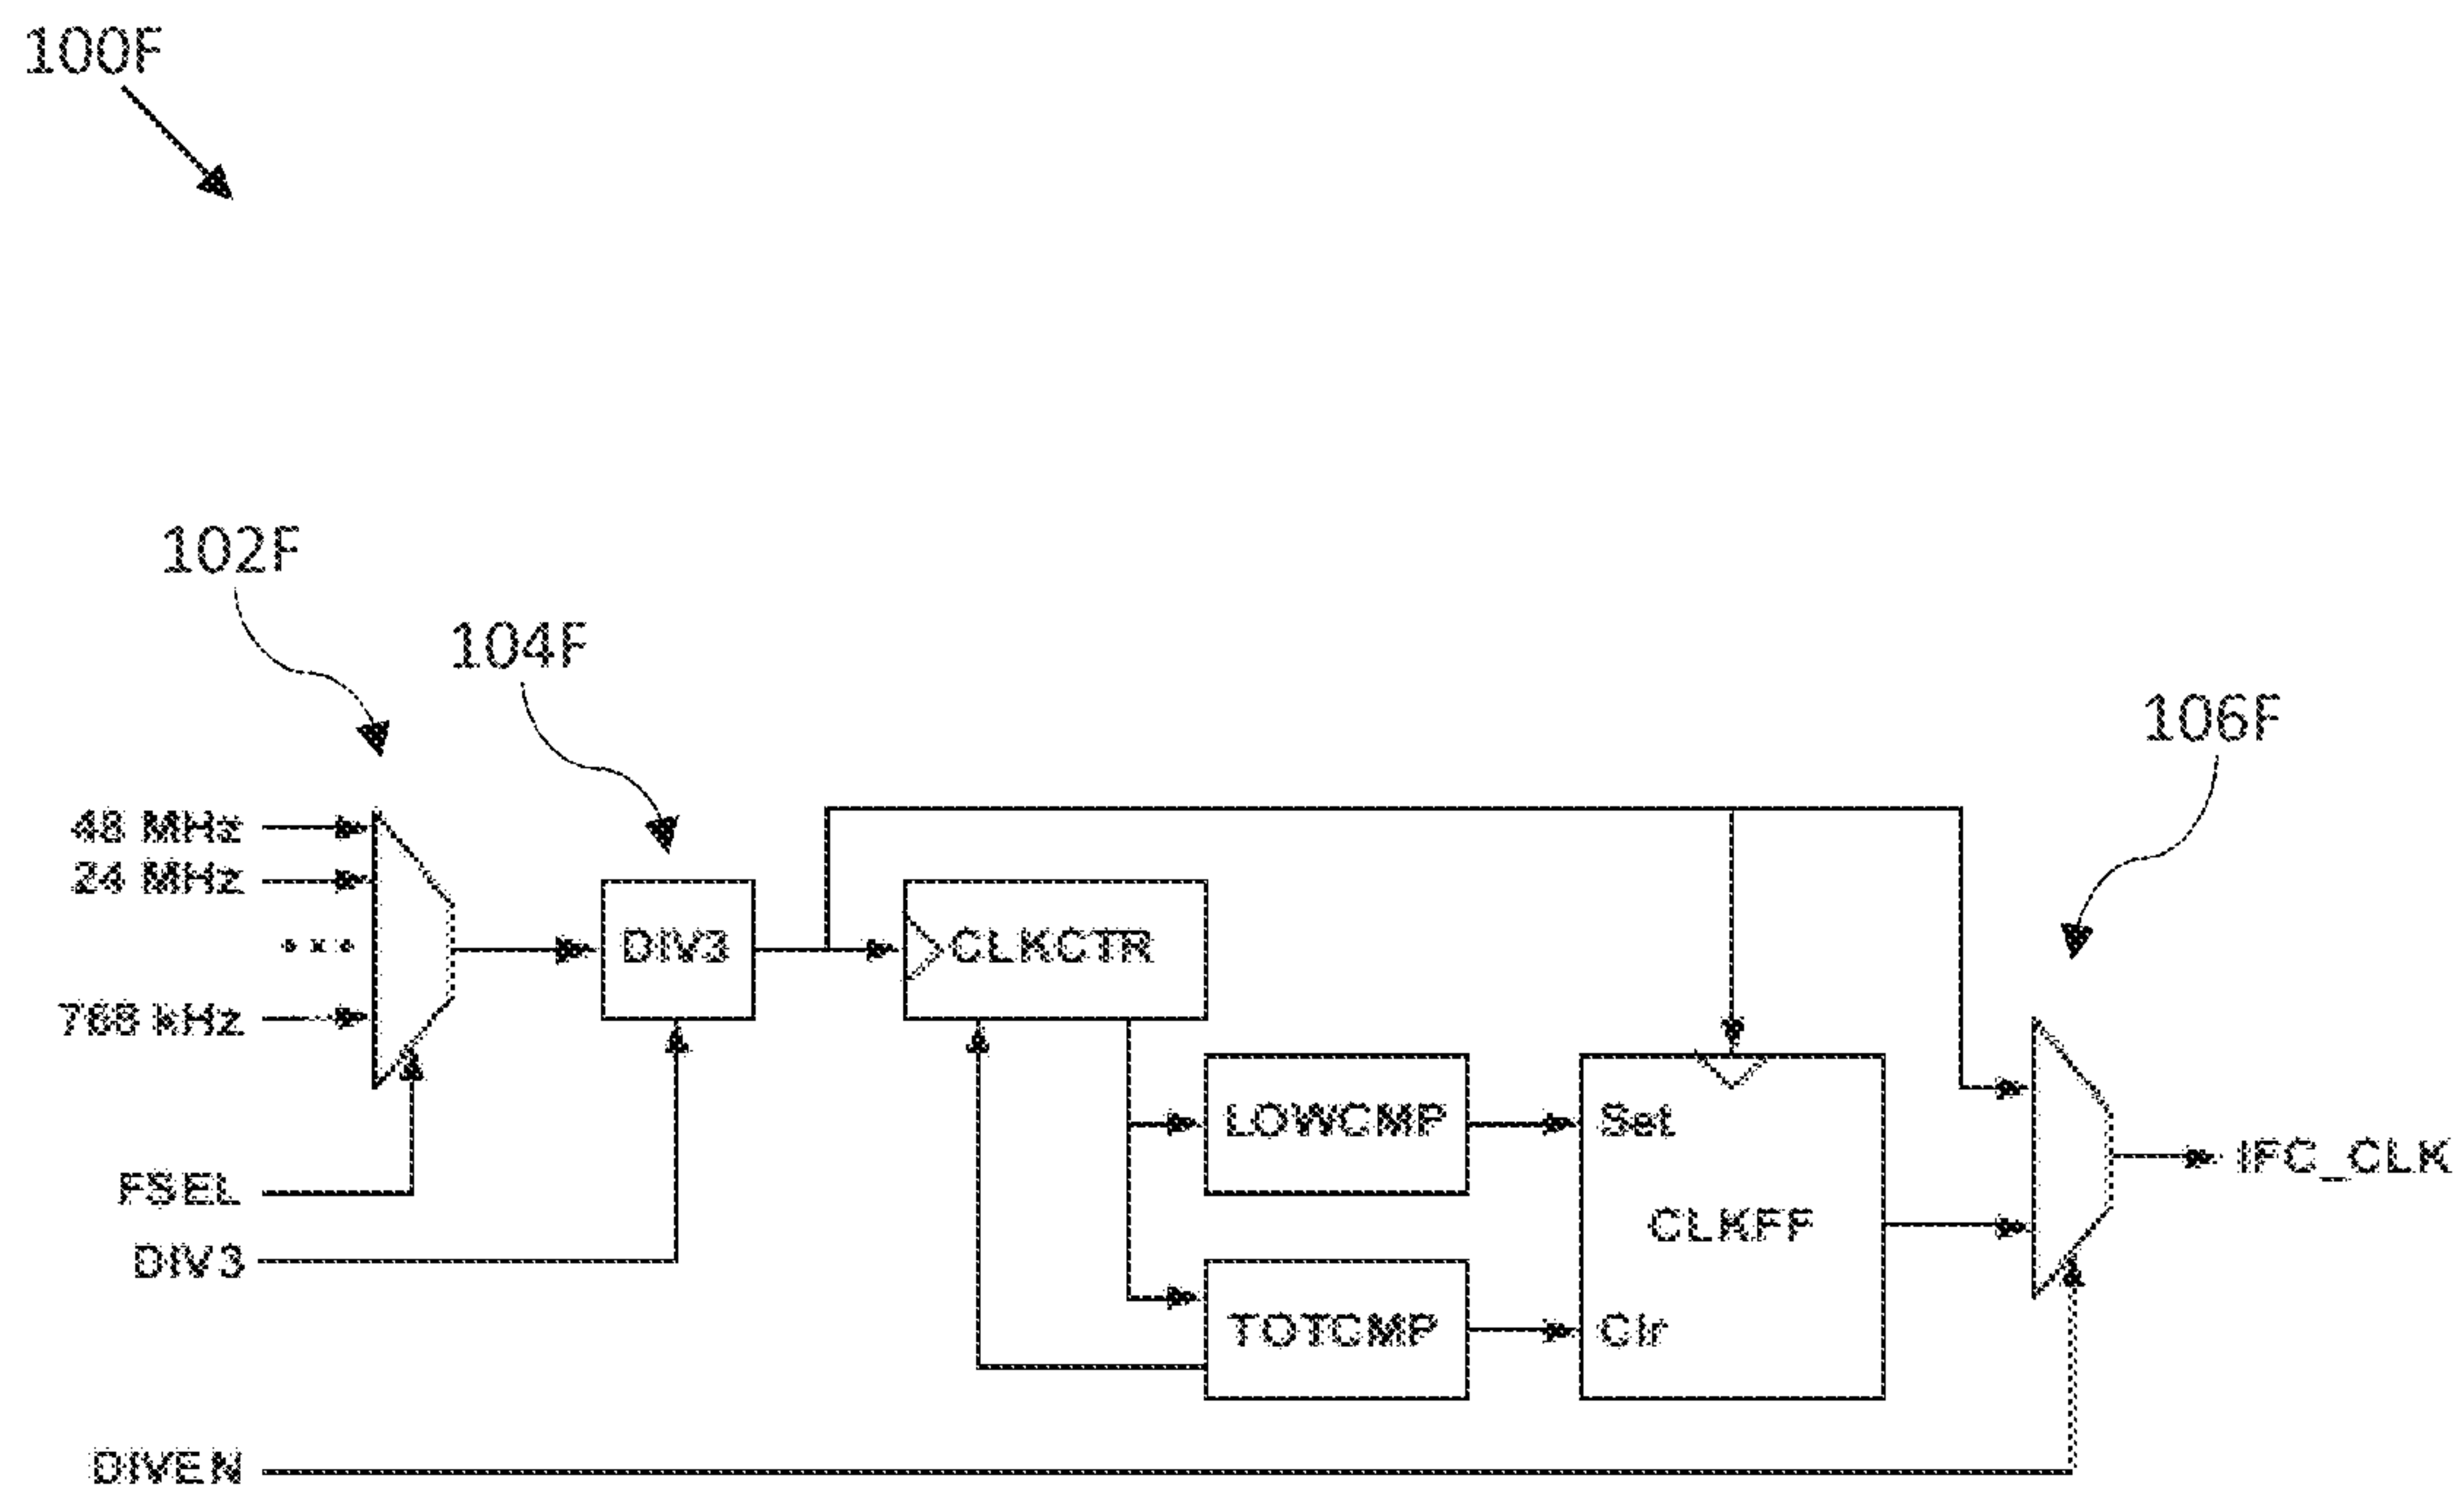 100F
102F
104F
106F
48 MHz
24 MHz
...
768 kHz
DIV3
CLKCTR
LOWCMP
Set
IFC_CLK
FSEL
CLKFF
DIV3
TOTCMP
Clr
DIVEN